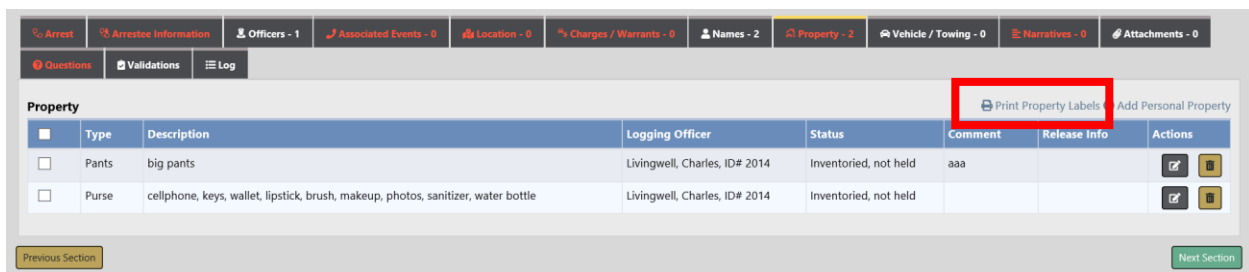 Arrest Arrestee Information Officers - 1 Associated Events - 0 Location - 0 Charges / Warrants - 0 Names - 2 Property - 2 Vehicle / Towing - 0 Narratives - 0 Attachments - 0
Questions Validations Log
Property Print Property Labels Add Personal Property
Type Description Logging Officer Status Comment Release Info Actions
Pants big pants Livingwell, Charles, ID# 2014 Inventoried, not held aaa
Purse cellphone, keys, wallet, lipstick, brush, makeup, photos, sanitizer, water bottle Livingwell, Charles, ID# 2014 Inventoried, not held
Previous Section Next Section